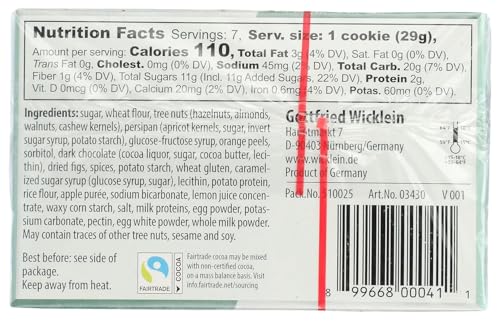 Nutrition Facts Servings: 7, Serv. size: 1 cookie (29g),
Amount per serving: Calories 110, Total Fat 3g (4% DV), Sat. Fat 0g (0% DV),
Trans Fat 0g, Cholest. 0mg (0% DV), Sodium 45mg (2% DV), Total Carb. 20g (7% DV)
Fiber 1g (4% DV), Total Sugars 11g (Incl. 11g Added Sugars, 22% DV), Protein 2g,
Vit. D 0mcg (0% DV), Calcium 20mg (2% DV), Iron 0.6mg (4% DV), Potas. 60mg (0% DV).
Ingredients: sugar, wheat flour, tree nuts (hazelnuts, almonds,
walnuts, cashew kernels), persipan (apricot kernels, sugar, invert
sugar syrup, potato starch), glucose-fructose syrup, orange peels,
sorbitol, dark chocolate (cocoa liquor, sugar, cocoa butter, leci-
thin), dried figs, spices, potato starch, wheat gluten, caramel-
ized sugar syrup (glucose syrup, sugar), lecithin, potato protein,
rice flour, apple purée, sodium bicarbonate, lemon juice concen-
trate, waxy corn starch, salt, milk proteins, egg powder, potas-
sium carbonate, pectin, egg white powder, whole milk powder.
May contain traces of other tree nuts, sesame and soy.
Gottfried Wicklein
Hauptmarkt 7
D-90403 Nürnberg/Germany
www.wicklein.de
Product of Germany
Pack.No. 510025 Art.No. 03430 V 001
Best before: see side of
package.
Keep away from heat.
FAIRTRADE
COCOA
Fairtrade cocoa may be mixed
with non-certified cocoa,
on a mass balance basis. Visit
info.fairtrade.net/sourcing
8 99668 00041 1